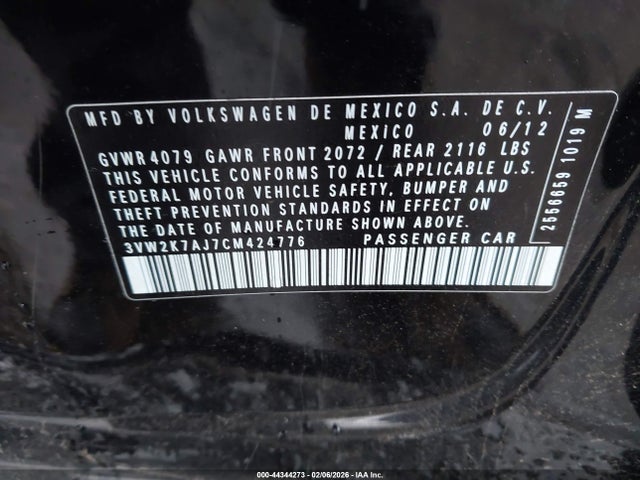 MFD BY VOLKSWAGEN DE MEXICO S.A. DE C.V.
MEXICO 06/12
GVWR 4079 GAWR FRONT 2072 / REAR 2116 LBS
THIS VEHICLE CONFORMS TO ALL APPLICABLE U.S.
FEDERAL MOTOR VEHICLE SAFETY, BUMPER AND
THEFT PREVENTION STANDARDS IN EFFECT ON
THE DATE OF MANUFACTURE SHOWN ABOVE.
3VW2K7AJ7CM424776 PASSENGER CAR
2556659 1019 M
000-44344273 - 02/06/2026 - IAA Inc.